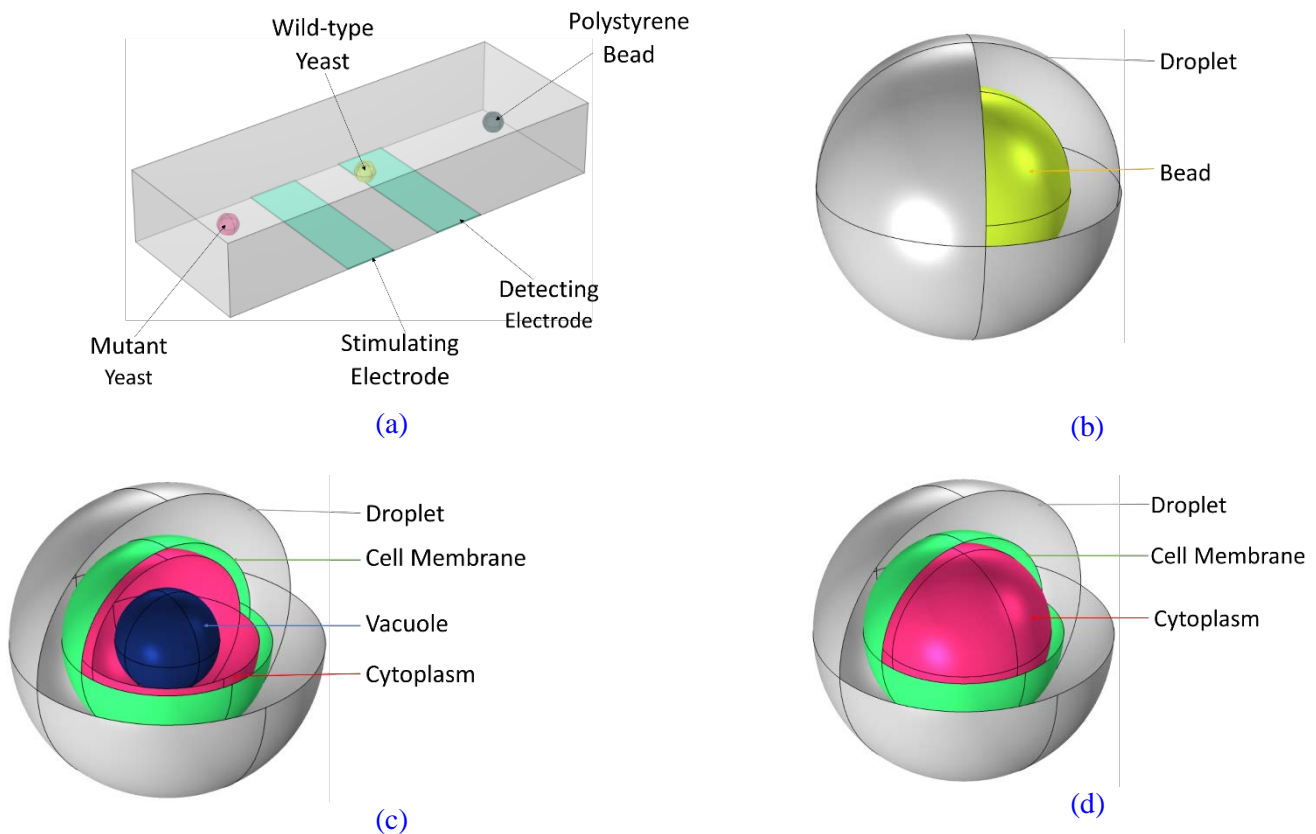 Wild-type
Yeast
Polystyrene
Bead
Detecting
Electrode
Stimulating
Electrode
Mutant
Yeast
(a)
Droplet
Bead
(b)
Droplet
Cell Membrane
Vacuole
Cytoplasm
(c)
Droplet
Cell Membrane
Cytoplasm
(d)